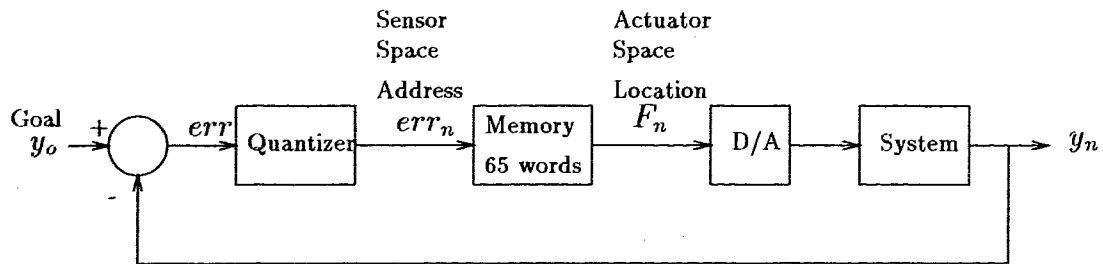 Sensor
Space
Address
Actuator
Space
Location
Goal
y_o
+
-
err
Quantizer
err_n
Memory
65 words
F_n
D/A
System
y_n